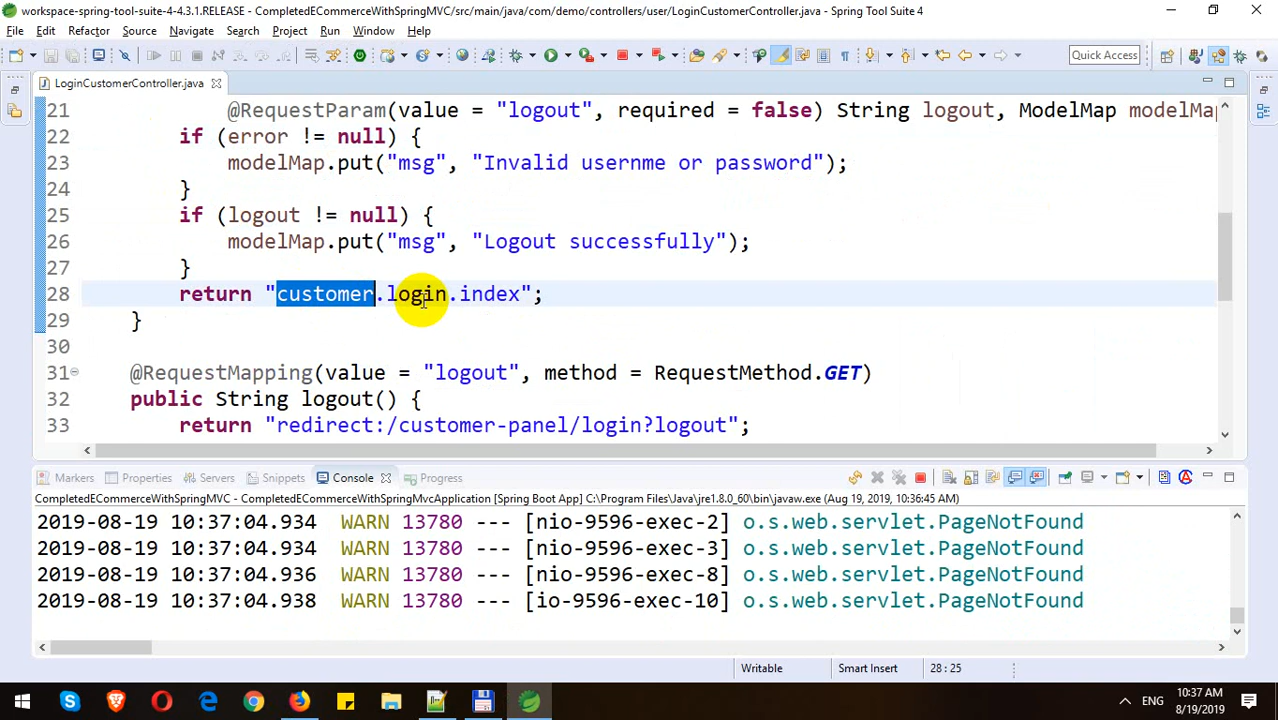 workspace-spring-tool-suite-4-4.3.1.RELEASE - CompletedECommerceWithSpringMVC/src/main/java/com/demo/controllers/user/LoginCustomerController.java - Spring Tool Suite 4
File Edit Refactor Source Navigate Search Project Run Window Help
Quick Access
LoginCustomerController.java
21 @RequestParam(value = "logout", required = false) String logout, ModelMap modelMap
22 if (error != null) {
23 modelMap.put("msg", "Invalid usernme or password");
24 }
25 if (logout != null) {
26 modelMap.put("msg", "Logout successfully");
27 }
28 return "customer.login.index";
29 }
30
31 @RequestMapping(value = "logout", method = RequestMethod.GET)
32 public String logout() {
33 return "redirect:/customer-panel/login?logout";
Markers Properties Servers Snippets Console Progress
CompletedECommerceWithSpringMVC - CompletedECommerceWithSpringMvcApplication [Spring Boot App] C:\Program Files\Java\jre1.8.0_60\bin\javaw.exe (Aug 19, 2019, 10:36:45 AM)
2019-08-19 10:37:04.934 WARN 13780 --- [nio-9596-exec-2] o.s.web.servlet.PageNotFound
2019-08-19 10:37:04.934 WARN 13780 --- [nio-9596-exec-3] o.s.web.servlet.PageNotFound
2019-08-19 10:37:04.936 WARN 13780 --- [nio-9596-exec-8] o.s.web.servlet.PageNotFound
2019-08-19 10:37:04.938 WARN 13780 --- [io-9596-exec-10] o.s.web.servlet.PageNotFound
Writable Smart Insert 28 : 25
ENG 10:37 AM
8/19/2019